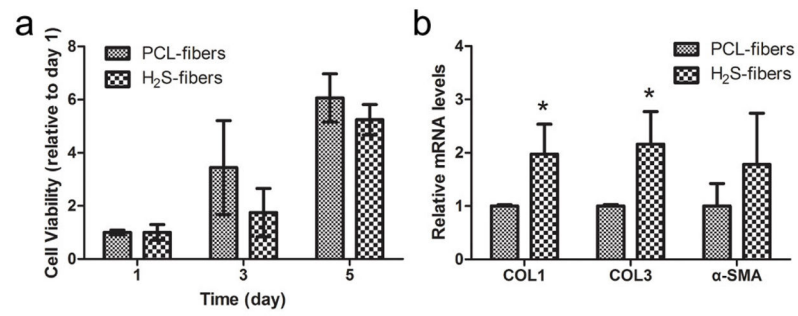 a
Cell Viability (relative to day 1)
8
6
4
2
0
PCL-fibers
H₂S-fibers
1
3
5
Time (day)
b
Relative mRNA levels
4
3
2
1
0
PCL-fibers
H₂S-fibers
*
*
COL1
COL3
α-SMA